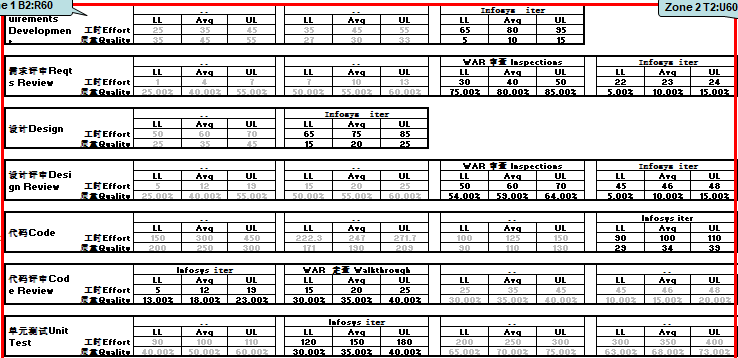 ne 1 B2:R60
Zone 2 T2:U60
Infosys iter
uirements Developmen t
LL Avg UL LL Avg UL LL Avg UL
工时Effort 25 35 45 35 45 55 65 80 95
质量Quality 35 45 55 27 30 33 5 10 15
.. .. WAR 审查 Inspections Infosys iter
需求评审Reqt s Review
LL Avg UL LL Avg UL LL Avg UL LL Avg UL
工时Effort 1 4 7 7 10 13 30 40 50 22 23 24
质量Quality 25.00% 40.00% 55.00% 50.00% 55.00% 60.00% 75.00% 80.00% 85.00% 5.00% 10.00% 15.00%
.. Infosys iter
设计Design
LL Avg UL LL Avg UL
工时Effort 50 60 70 65 75 85
质量Quality 25 35 45 15 20 25
.. .. WAR 审查 Inspections Infosys iter
设计评审Desi gn Review
LL Avg UL LL Avg UL LL Avg UL LL Avg UL
工时Effort 5 12 19 15 20 25 50 60 70 45 46 48
质量Quality 25.00% 40.00% 55.00% 50.00% 55.00% 60.00% 54.00% 59.00% 64.00% 5.00% 10.00% 15.00%
.. .. .. Infosys iter
代码Code
LL Avg UL LL Avg UL LL Avg UL LL Avg UL
工时Effort 150 300 450 222.3 247 271.7 100 125 150 90 100 110
质量Quality 200 250 300 171 190 209 90 110 130 29 34 39
Infosys iter WAR 走查 Walkthrough .. ..
代码评审Cod e Review
LL Avg UL LL Avg UL LL Avg UL LL Avg UL
工时Effort 5 12 19 15 20 25 25 35 45 45 46 48
质量Quality 13.00% 18.00% 23.00% 30.00% 35.00% 40.00% 30.00% 35.00% 40.00% 10.00% 15.00% 20.00%
.. Infosys iter .. ..
单元测试Unit Test
LL Avg UL LL Avg UL LL Avg UL LL Avg UL
工时Effort 90 100 110 120 150 180 200 250 300 300 350 400
质量Quality 40.00% 50.00% 60.00% 30.00% 35.00% 40.00% 65.00% 70.00% 75.00% 63.00% 68.00% 73.00%